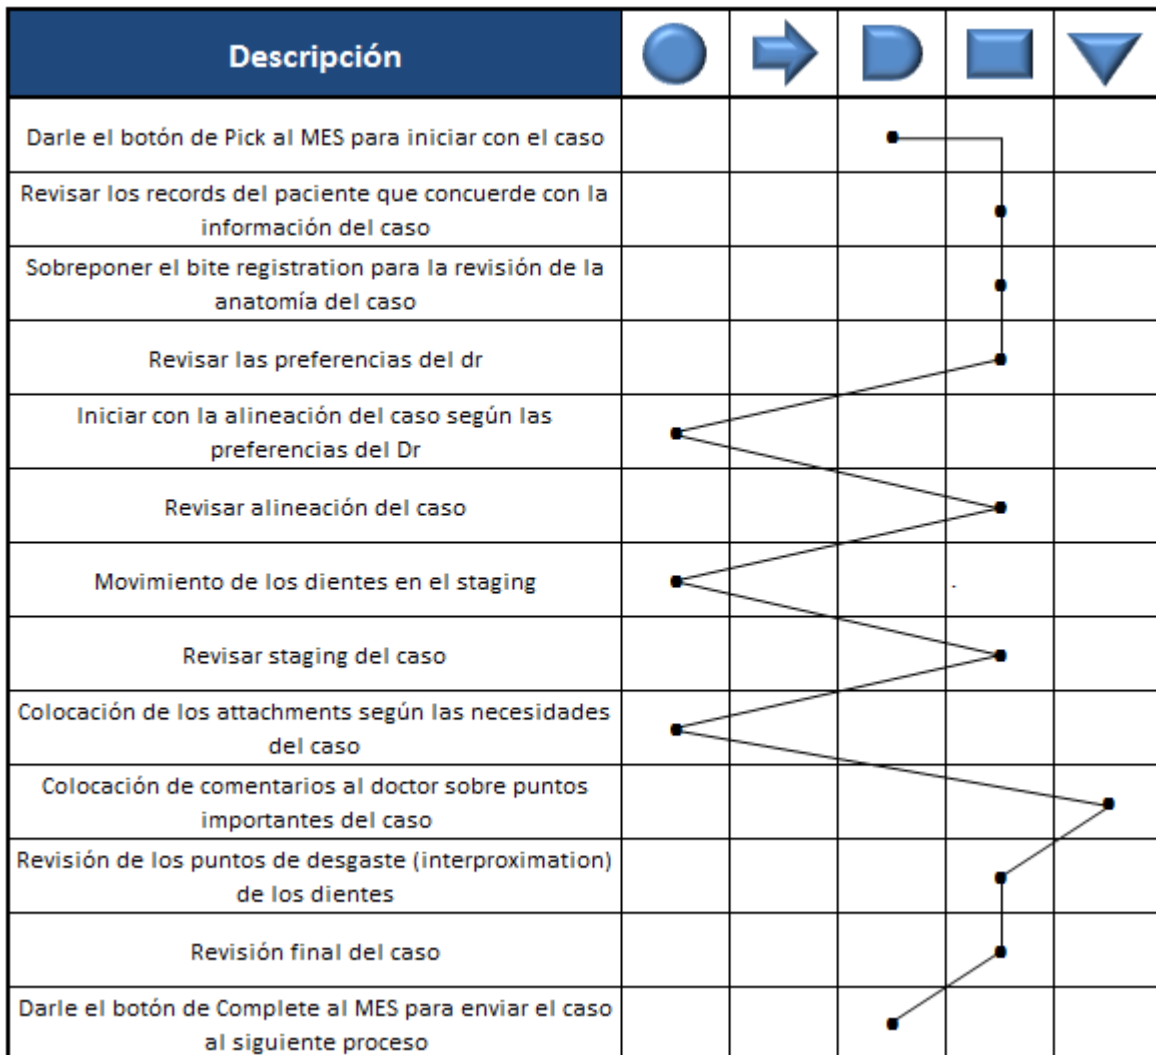 Descripción
Darle el botón de Pick al MES para iniciar con el caso
Revisar los records del paciente que concuerde con la
información del caso
Sobreponer el bite registration para la revisión de la
anatomía del caso
Revisar las preferencias del dr
Iniciar con la alineación del caso según las
preferencias del Dr
Revisar alineación del caso
Movimiento de los dientes en el staging
Revisar staging del caso
Colocación de los attachments según las necesidades
del caso
Colocación de comentarios al doctor sobre puntos
importantes del caso
Revisión de los puntos de desgaste (interproximation)
de los dientes
Revisión final del caso
Darle el botón de Complete al MES para enviar el caso
al siguiente proceso